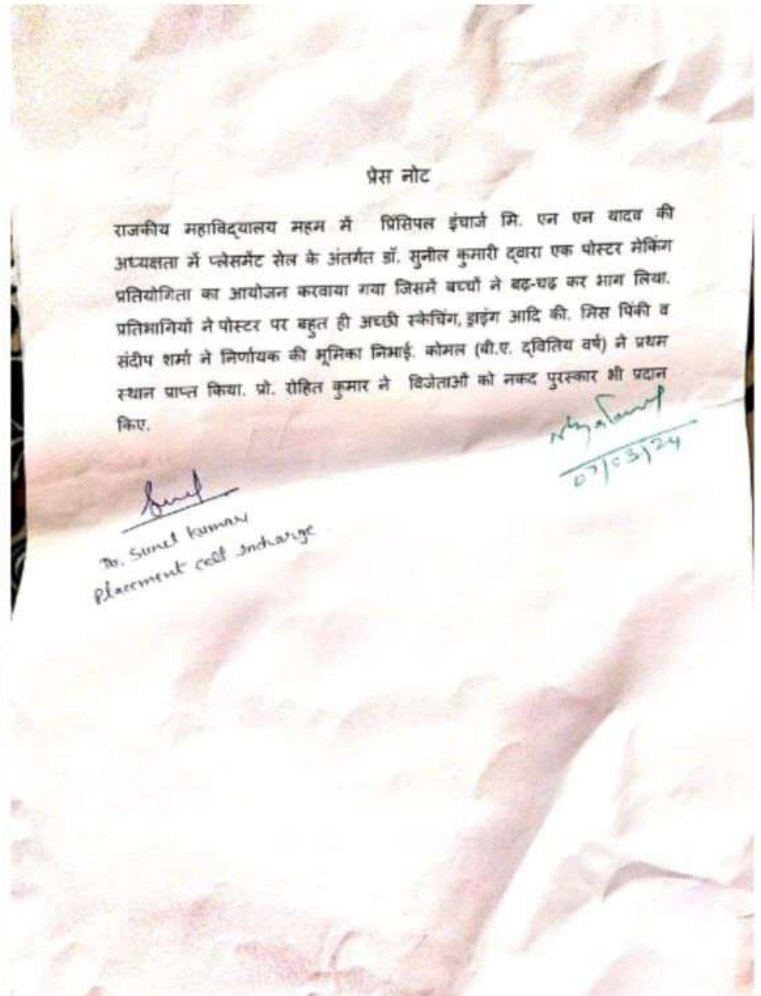 प्रेस नोट
राजकीय महाविद्यालय महम में प्रिंसिपल इंचार्ज मि. एन एन यादव की
अध्यक्षता में प्लेसमेंट सेल के अंतर्गत डॉ. सुनील कुमारी द्वारा एक पोस्टर मेकिंग
प्रतियोगिता का आयोजन करवाया गया जिसमें बच्चों ने बढ़-चढ़ कर भाग लिया.
प्रतिभागियों ने पोस्टर पर बहुत ही अच्छी स्केचिंग, ड्राइंग आदि की. मिस पिंकी व
संदीप शर्मा ने निर्णायक की भूमिका निभाई. कोमल (बी.ए. द्वितिय वर्ष) ने प्रथम
स्थान प्राप्त किया. प्रो. रोहित कुमार ने विजेताओं को नकद पुरस्कार भी प्रदान
किए.
07/03/24
Dr. Sunel Kumar
Placement cell Incharge